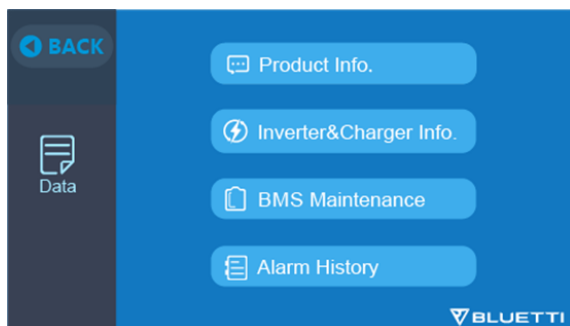 BACK
Data
Product Info.
Inverter&Charger Info.
BMS Maintenance
Alarm History
BLUETTI